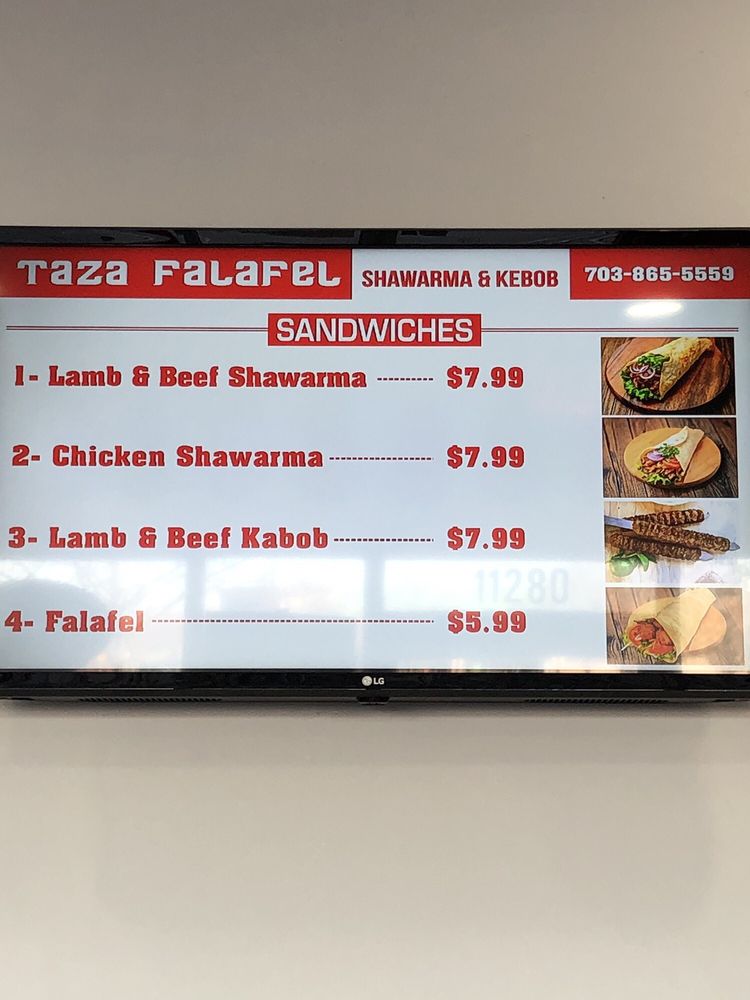 Taza Falafel SHAWARMA & KEBOB 703-865-5559
SANDWICHES
1- Lamb & Beef Shawarma --------- $7.99
2- Chicken Shawarma ---------------- $7.99
3- Lamb & Beef Kabob --------------- $7.99
11280
4- Falafel ------------------------------------------- $5.99
LG